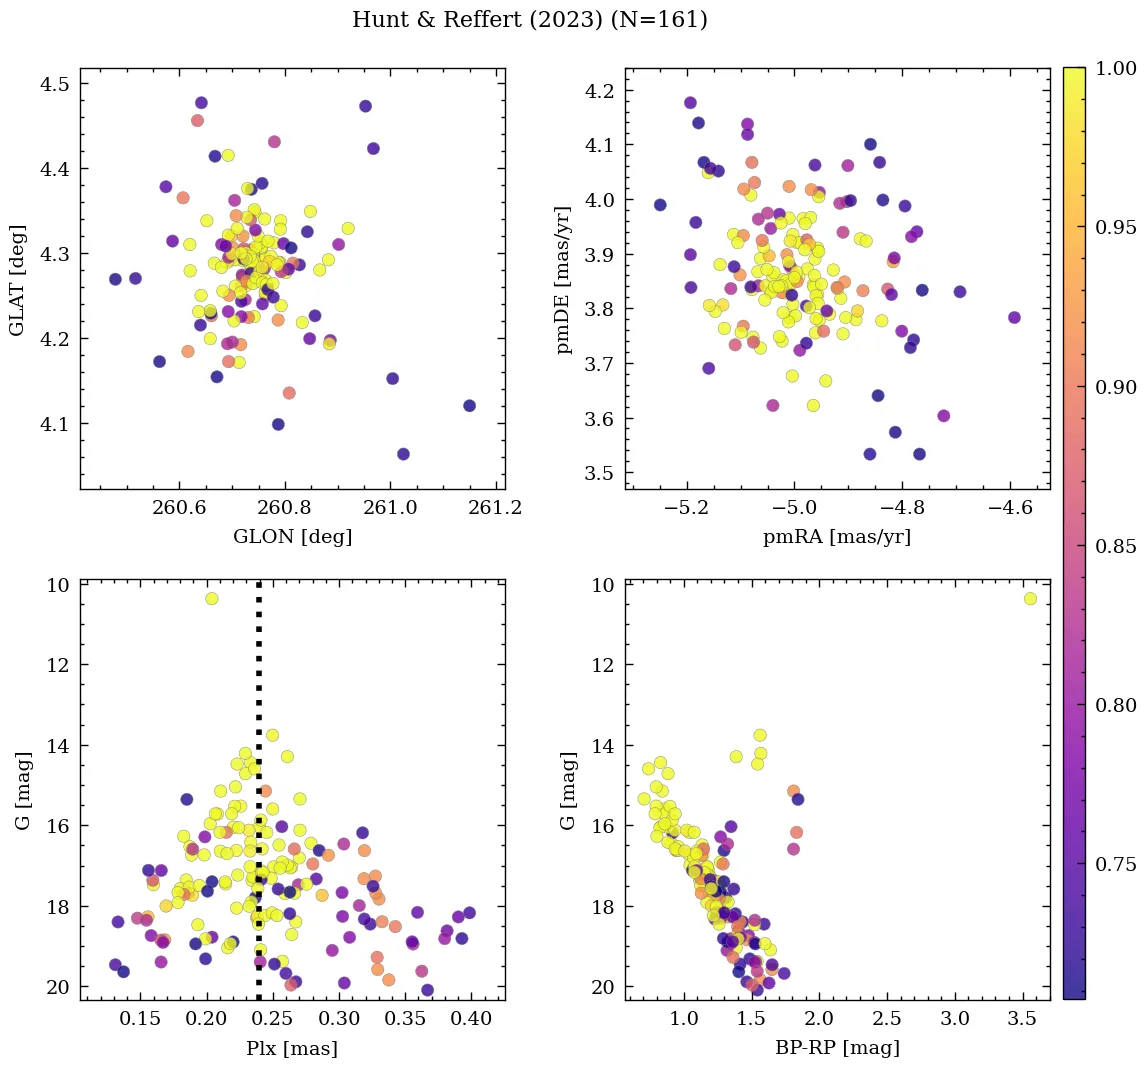 Hunt & Reffert (2023) (N=161)
4.5
4.4
4.3
4.2
4.1
GLAT [deg]
260.6 260.8 261.0 261.2
GLON [deg]
4.2
4.1
4.0
3.9
3.8
3.7
3.6
3.5
pmDE [mas/yr]
−5.2 −5.0 −4.8 −4.6
pmRA [mas/yr]
10
12
14
16
18
20
G [mag]
0.15 0.20 0.25 0.30 0.35 0.40
Plx [mas]
10
12
14
16
18
20
G [mag]
1.0 1.5 2.0 2.5 3.0 3.5
BP-RP [mag]
1.00
0.95
0.90
0.85
0.80
0.75